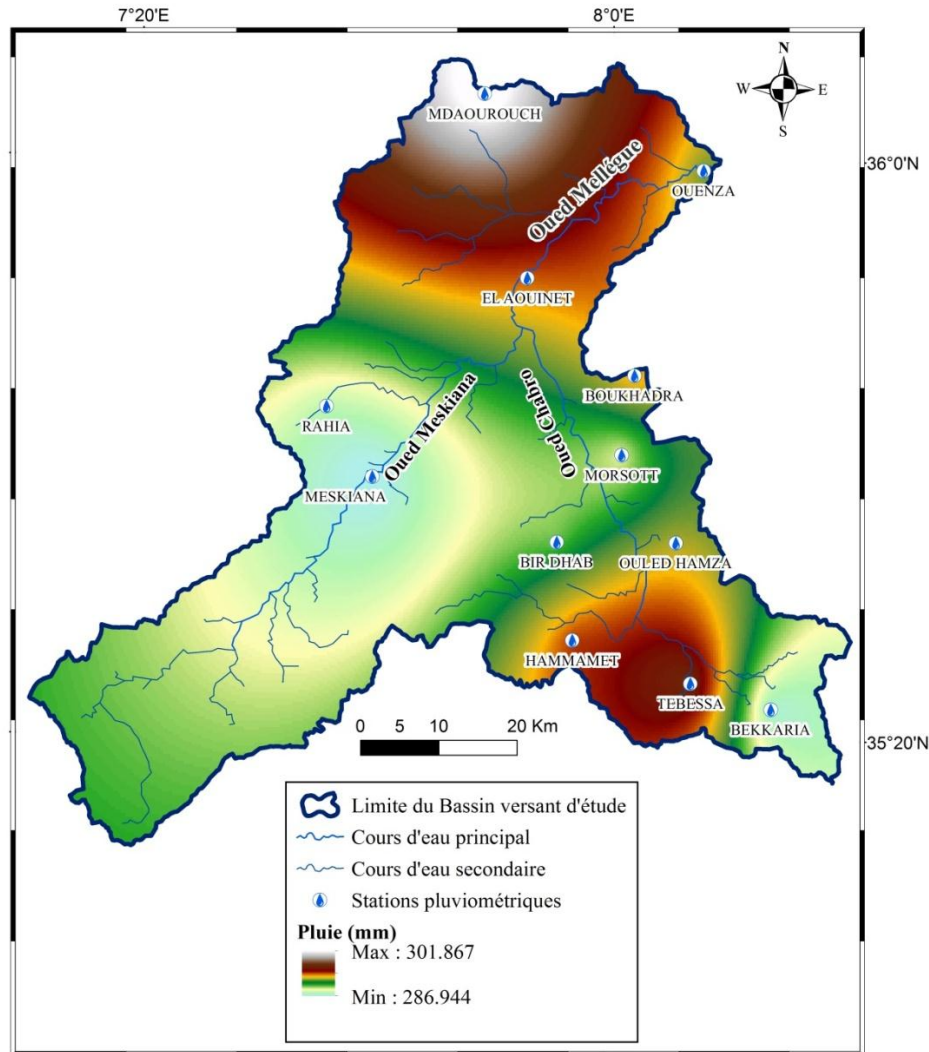 7°20'E
8°0'E
N
W
E
S
MDAOUROUCH
36°0'N
OUENZA
Oued Mellégue
EL AOUINET
BOUKHADRA
Oued Meskiana
Oued Chabro
RAHIA
MORSOTT
MESKIANA
BIR DHAB
OULED HAMZA
HAMMAMET
TEBESSA
BEKKARIA
0 5 10 20 Km
35°20'N
Limite du Bassin versant d'étude
Cours d'eau principal
Cours d'eau secondaire
Stations pluviométriques
Pluie (mm)
Max : 301.867
Min : 286.944